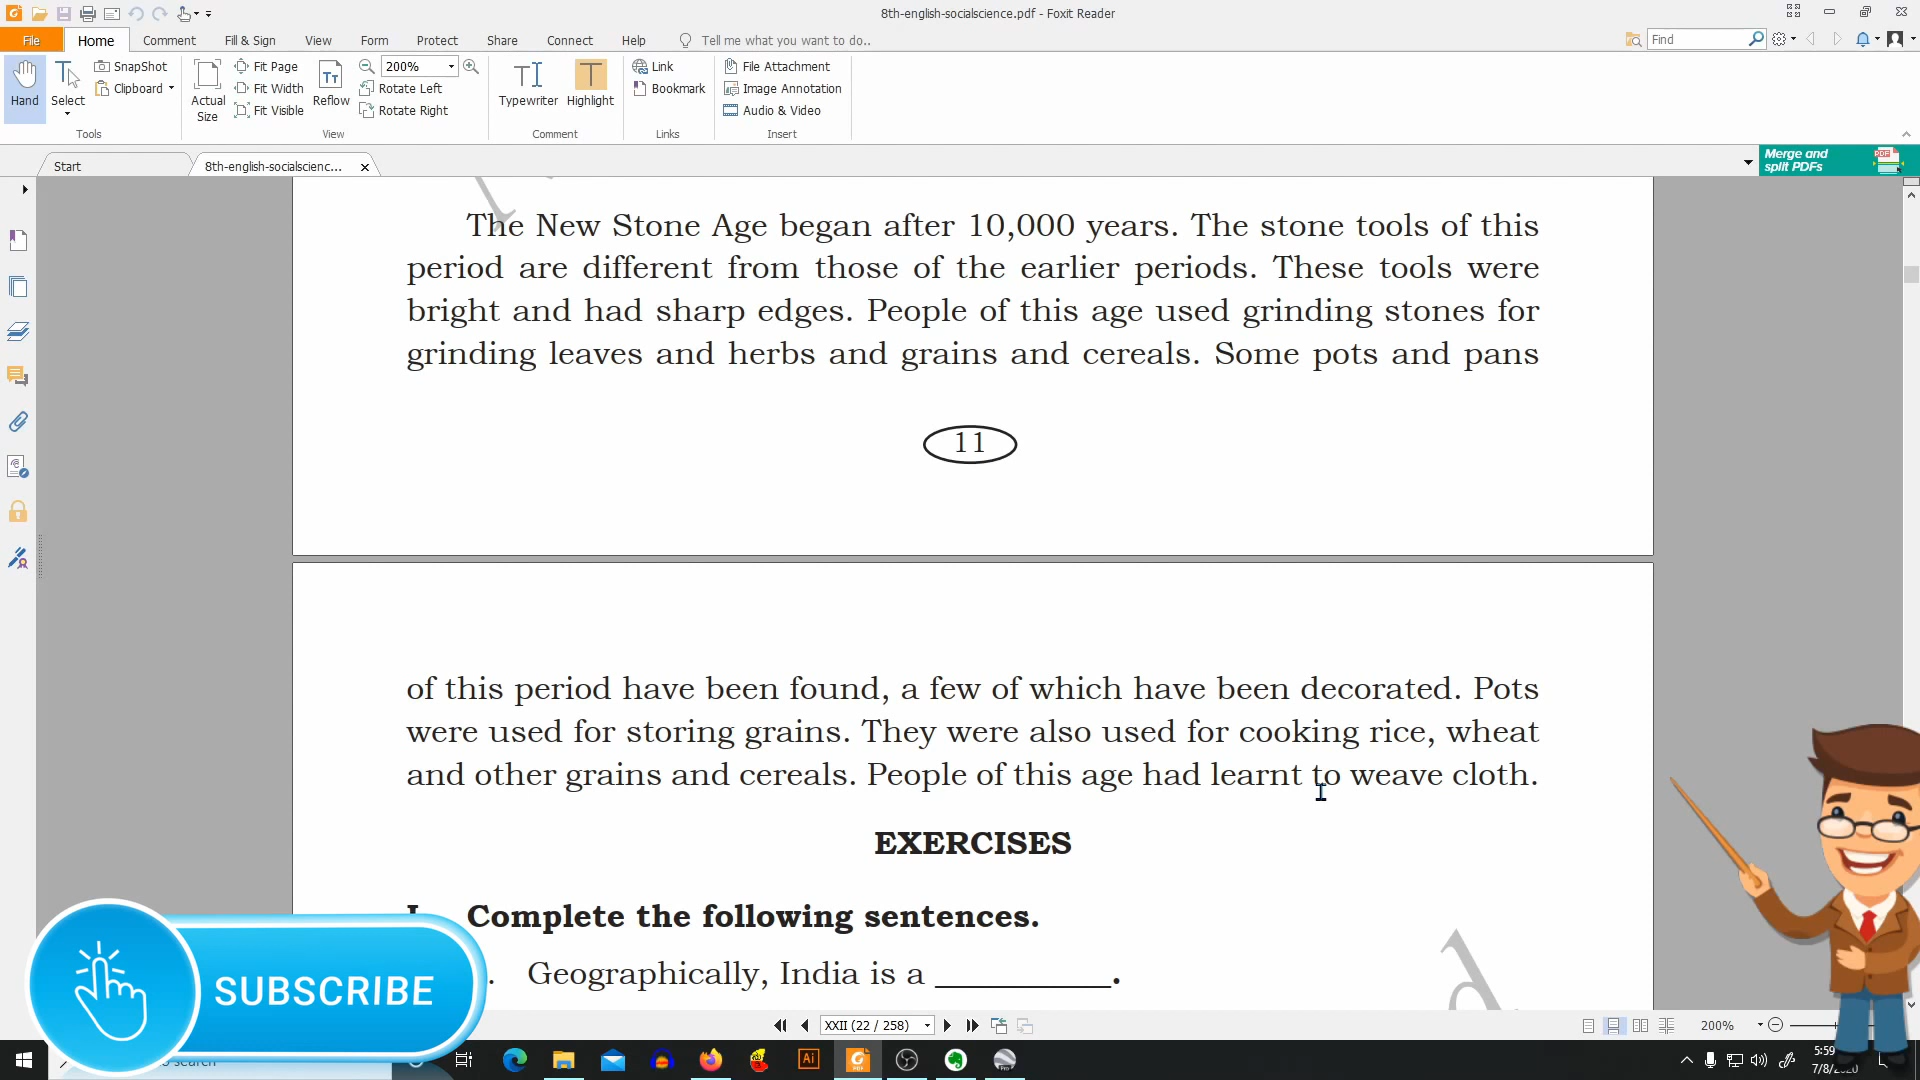 8th-english-socialscience.pdf - Foxit Reader
File Home Comment Fill & Sign View Form Protect Share Connect Help Tell me what you want to do.. Find
Hand
Select
SnapShot
Clipboard
Actual Size
Fit Page
Fit Width
Fit Visible
Reflow
200%
Rotate Left
Rotate Right
Typewriter
Highlight
Link
Bookmark
File Attachment
Image Annotation
Audio & Video
Tools View Comment Links Insert
Start 8th-english-socialscienc...
Merge and
split PDFs
The New Stone Age began after 10,000 years. The stone tools of this
period are different from those of the earlier periods. These tools were
bright and had sharp edges. People of this age used grinding stones for
grinding leaves and herbs and grains and cereals. Some pots and pans
11
of this period have been found, a few of which have been decorated. Pots
were used for storing grains. They were also used for cooking rice, wheat
and other grains and cereals. People of this age had learnt to weave cloth.
EXERCISES
I. Complete the following sentences.
. Geographically, India is a __________.
SUBSCRIBE
XXII (22 / 258)
200%
search
5:59
7/8/2020